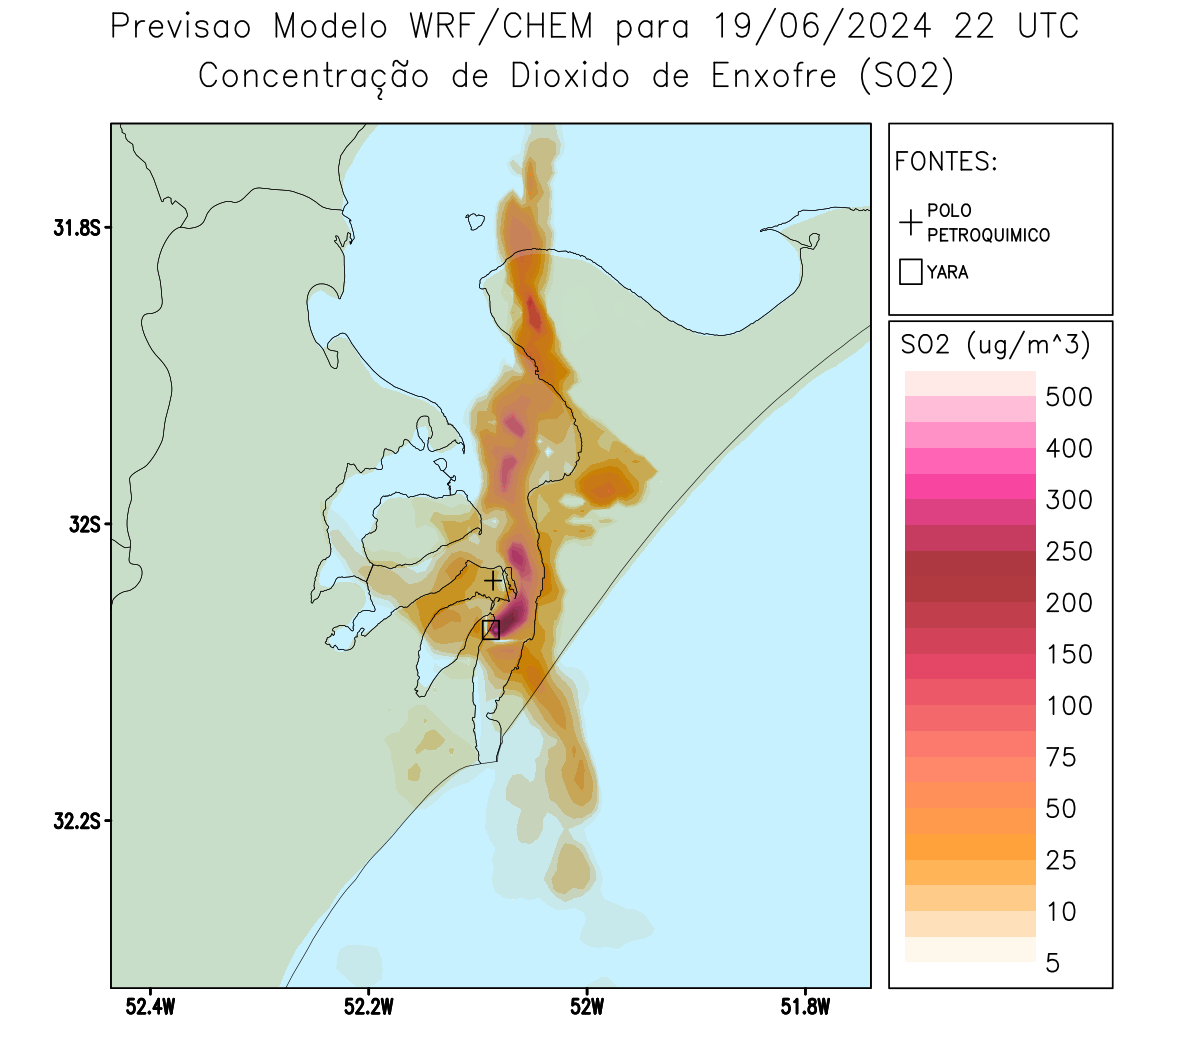 Previsao Modelo WRF/CHEM para 19/06/2024 22 UTC
Concentração de Dioxido de Enxofre (SO2)
FONTES:
POLO
PETROQUIMICO
YARA
SO2 (ug/m^3)
500
400
300
250
200
150
100
75
50
25
10
5
31.8S
32S
32.2S
52.4W
52.2W
52W
51.8W